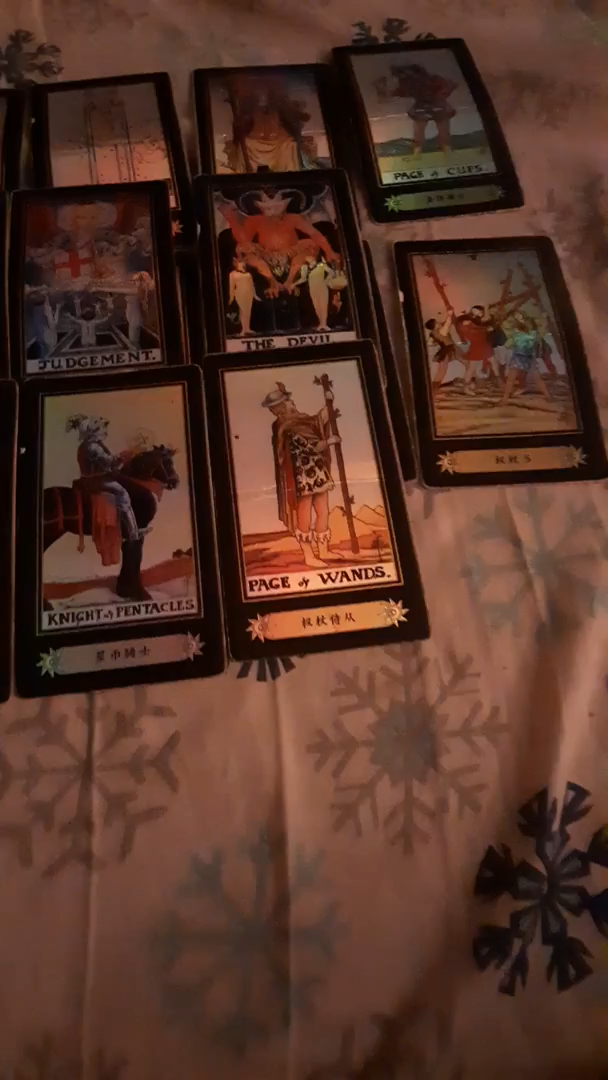 PAGE of CUPS.
JUDGEMENT.
THE DEVIL
权杖5
KNIGHT of PENTACLES
星币骑士
PAGE of WANDS.
权杖侍从